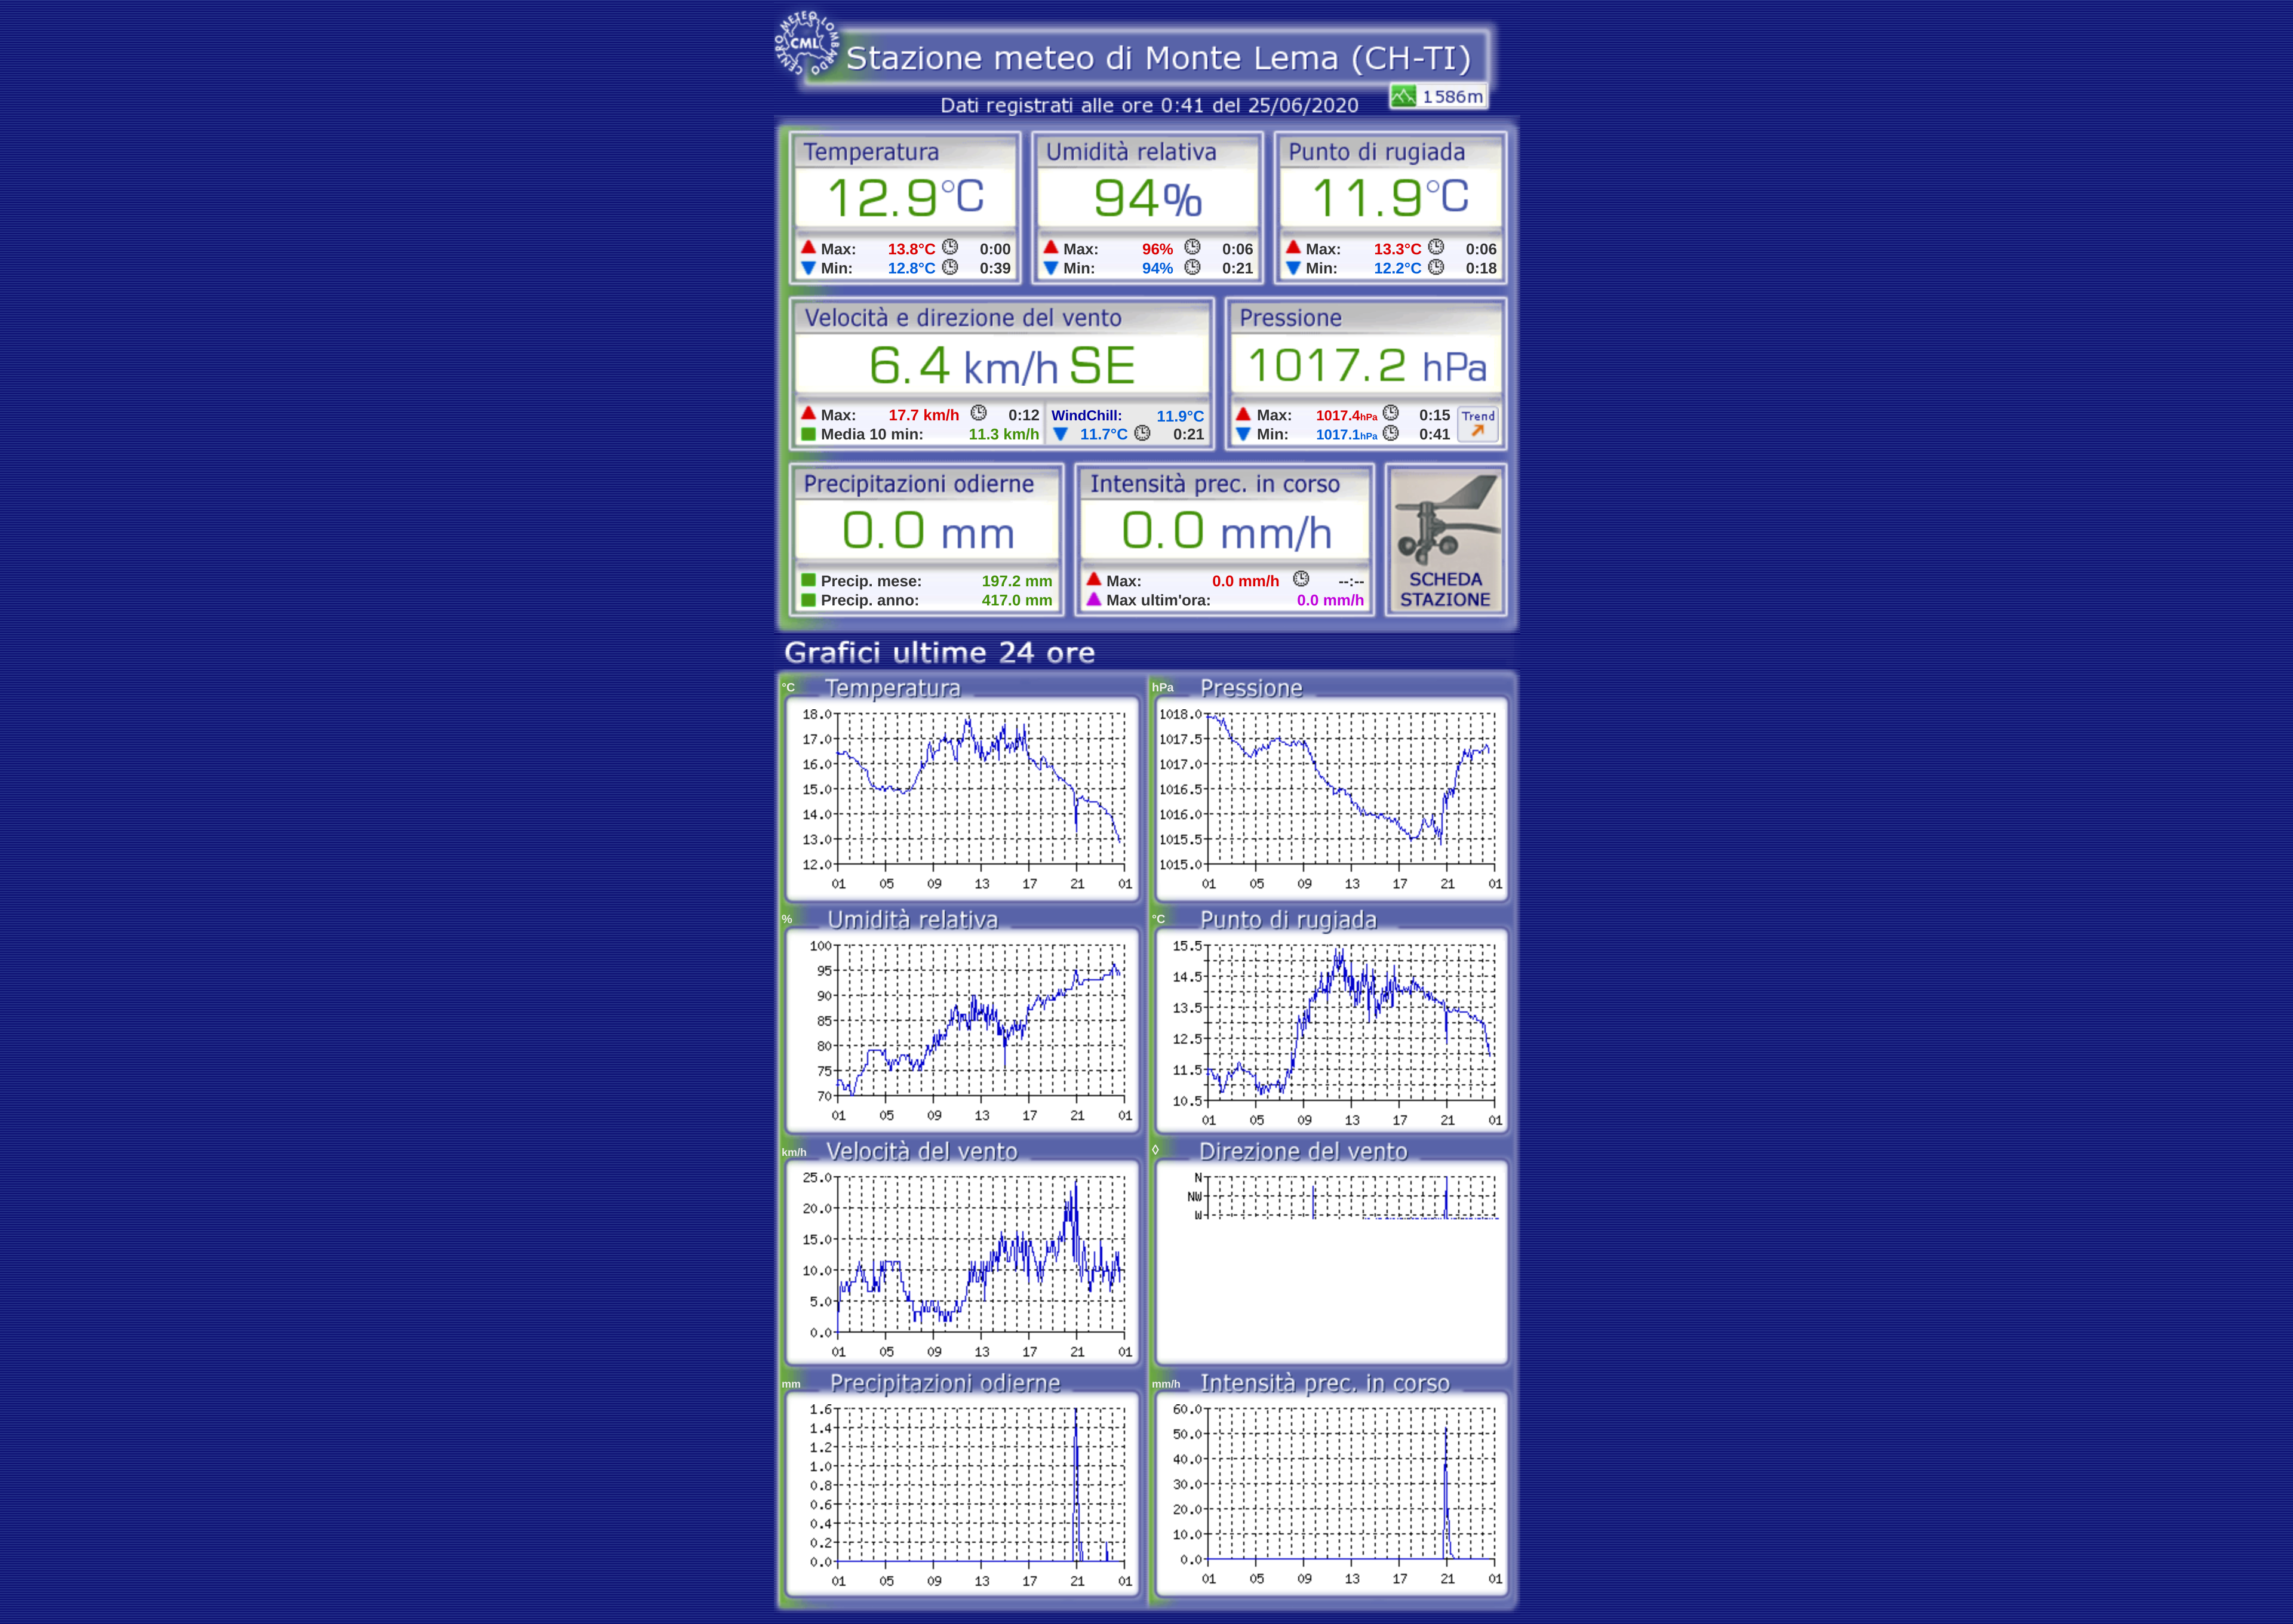 CENTRO METEO LOMBARDO
CML
Stazione meteo di Monte Lema (CH-TI)
1586m
Dati registrati alle ore 0:41 del 25/06/2020
Temperatura
12.9°C
Max: 13.8°C 0:00
Min: 12.8°C 0:39
Umidità relativa
94%
Max: 96% 0:06
Min: 94% 0:21
Punto di rugiada
11.9°C
Max: 13.3°C 0:06
Min: 12.2°C 0:18
Velocità e direzione del vento
6.4 km/h SE
Max: 17.7 km/h 0:12
Media 10 min: 11.3 km/h
WindChill: 11.9°C
11.7°C 0:21
Pressione
1017.2 hPa
Max: 1017.4hPa 0:15
Min: 1017.1hPa 0:41
Trend
Precipitazioni odierne
0.0 mm
Precip. mese: 197.2 mm
Precip. anno: 417.0 mm
Intensità prec. in corso
0.0 mm/h
Max: 0.0 mm/h --:--
Max ultim'ora: 0.0 mm/h
SCHEDA
STAZIONE
Grafici ultime 24 ore
°C Temperatura
18.0
17.0
16.0
15.0
14.0
13.0
12.0
01 05 09 13 17 21 01
hPa Pressione
1018.0
1017.5
1017.0
1016.5
1016.0
1015.5
1015.0
01 05 09 13 17 21 01
% Umidità relativa
100
95
90
85
80
75
70
01 05 09 13 17 21 01
°C Punto di rugiada
15.5
14.5
13.5
12.5
11.5
10.5
01 05 09 13 17 21 01
km/h Velocità del vento
25.0
20.0
15.0
10.0
5.0
0.0
01 05 09 13 17 21 01
◊ Direzione del vento
N
NW
W
mm Precipitazioni odierne
1.6
1.4
1.2
1.0
0.8
0.6
0.4
0.2
0.0
01 05 09 13 17 21 01
mm/h Intensità prec. in corso
60.0
50.0
40.0
30.0
20.0
10.0
0.0
01 05 09 13 17 21 01